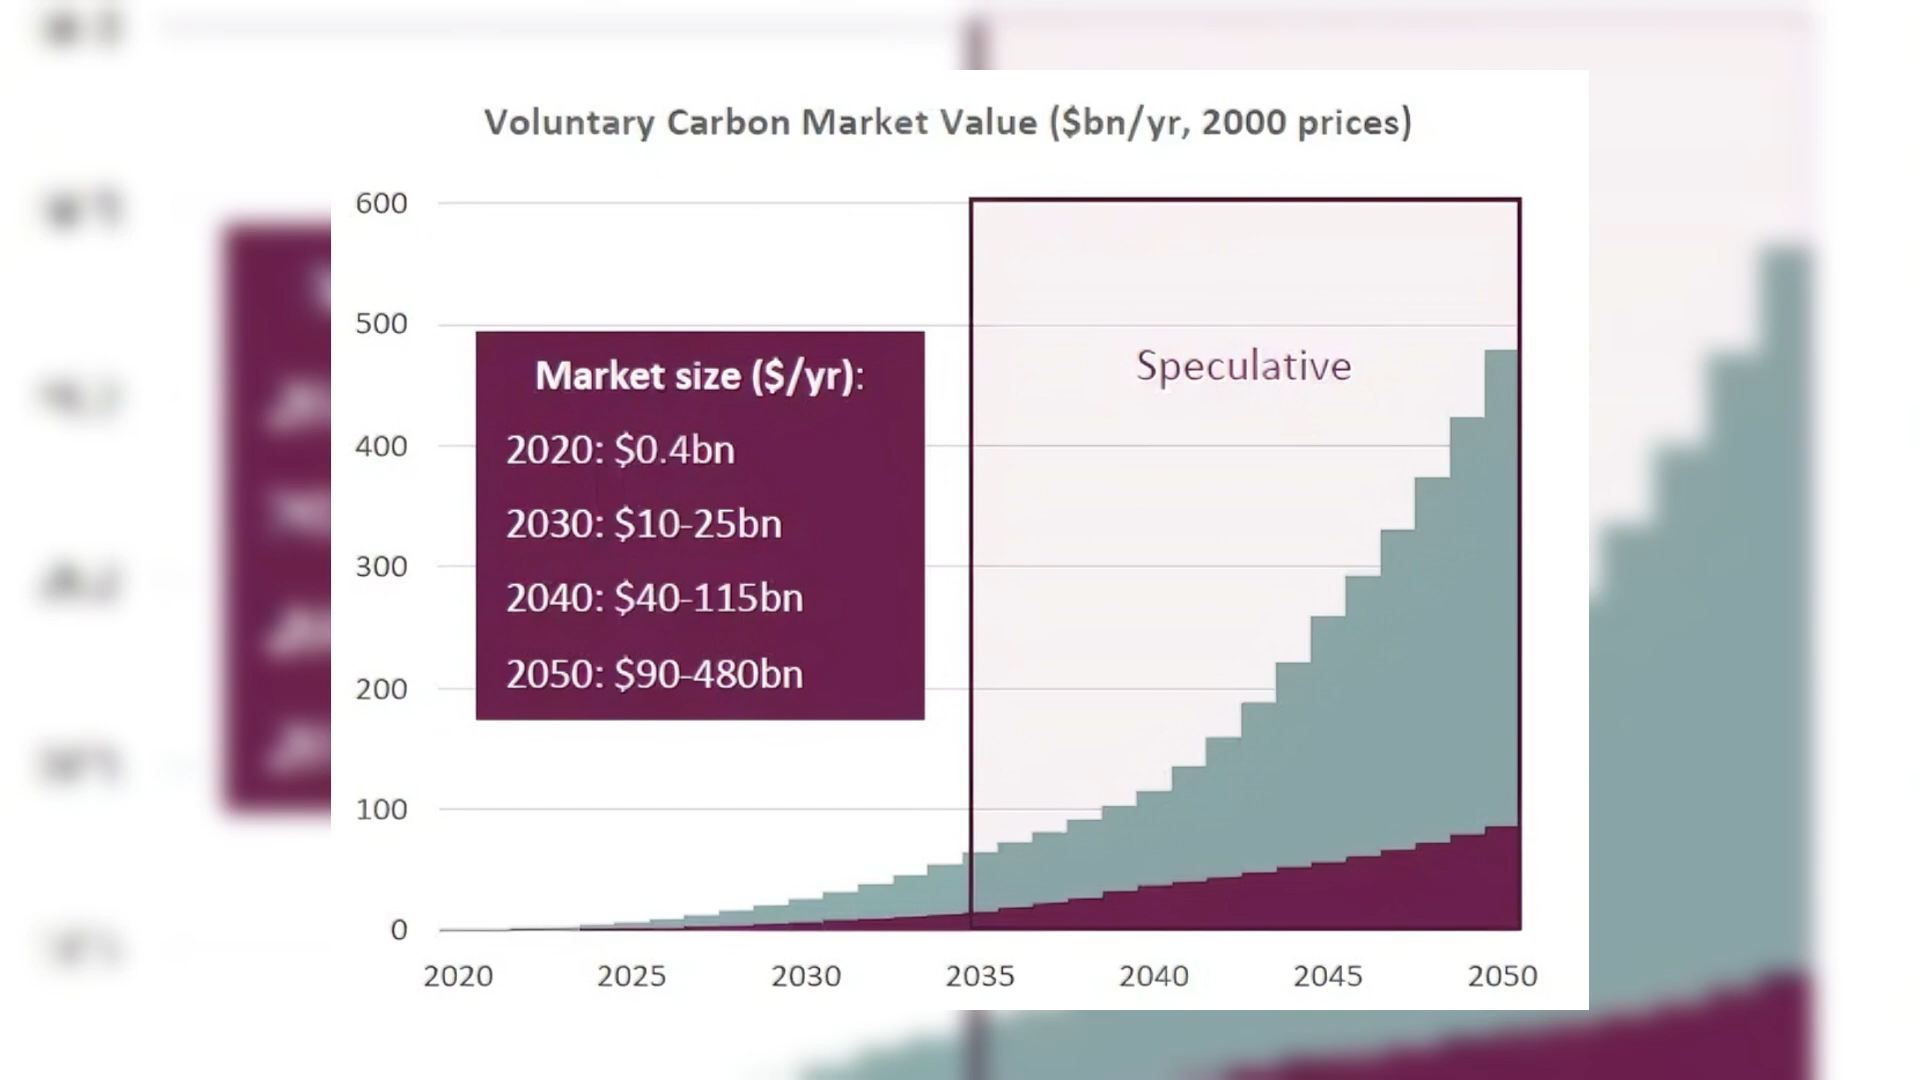 Voluntary Carbon Market Value ($bn/yr, 2000 prices)
600
500
400
300
200
100
0
Market size ($/yr):
2020: $0.4bn
2030: $10-25bn
2040: $40-115bn
2050: $90-480bn
Speculative
2020 2025 2030 2035 2040 2045 2050